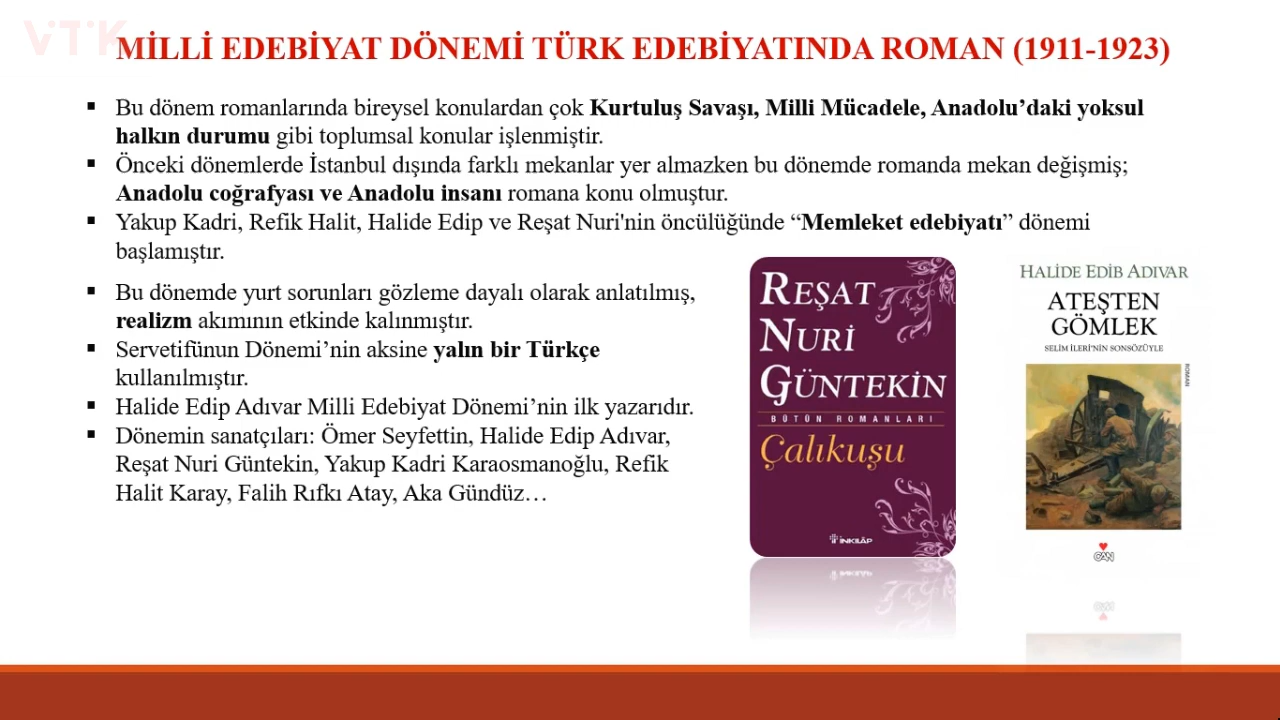 VİTİK
MİLLİ EDEBİYAT DÖNEMİ TÜRK EDEBİYATINDA ROMAN (1911-1923)
▪ Bu dönem romanlarında bireysel konulardan çok Kurtuluş Savaşı, Milli Mücadele, Anadolu’daki yoksul
halkın durumu gibi toplumsal konular işlenmiştir.
▪ Önceki dönemlerde İstanbul dışında farklı mekanlar yer almazken bu dönemde romanda mekan değişmiş;
Anadolu coğrafyası ve Anadolu insanı romana konu olmuştur.
▪ Yakup Kadri, Refik Halit, Halide Edip ve Reşat Nuri'nin öncülüğünde “Memleket edebiyatı” dönemi
başlamıştır.
▪ Bu dönemde yurt sorunları gözleme dayalı olarak anlatılmış,
realizm akımının etkinde kalınmıştır.
▪ Servetifünun Dönemi’nin aksine yalın bir Türkçe
kullanılmıştır.
▪ Halide Edip Adıvar Milli Edebiyat Dönemi’nin ilk yazarıdır.
▪ Dönemin sanatçıları: Ömer Seyfettin, Halide Edip Adıvar,
Reşat Nuri Güntekin, Yakup Kadri Karaosmanoğlu, Refik
Halit Karay, Falih Rıfkı Atay, Aka Gündüz…
REŞAT
NURİ
GÜNTEKİN
BÜTÜN ROMANLARI
Çalıkuşu
İNKILÂP
HALİDE EDİB ADIVAR
ATEŞTEN
GÖMLEK
SELİM İLERİ'NİN SONSÖZÜYLE
ROMAN
CAN